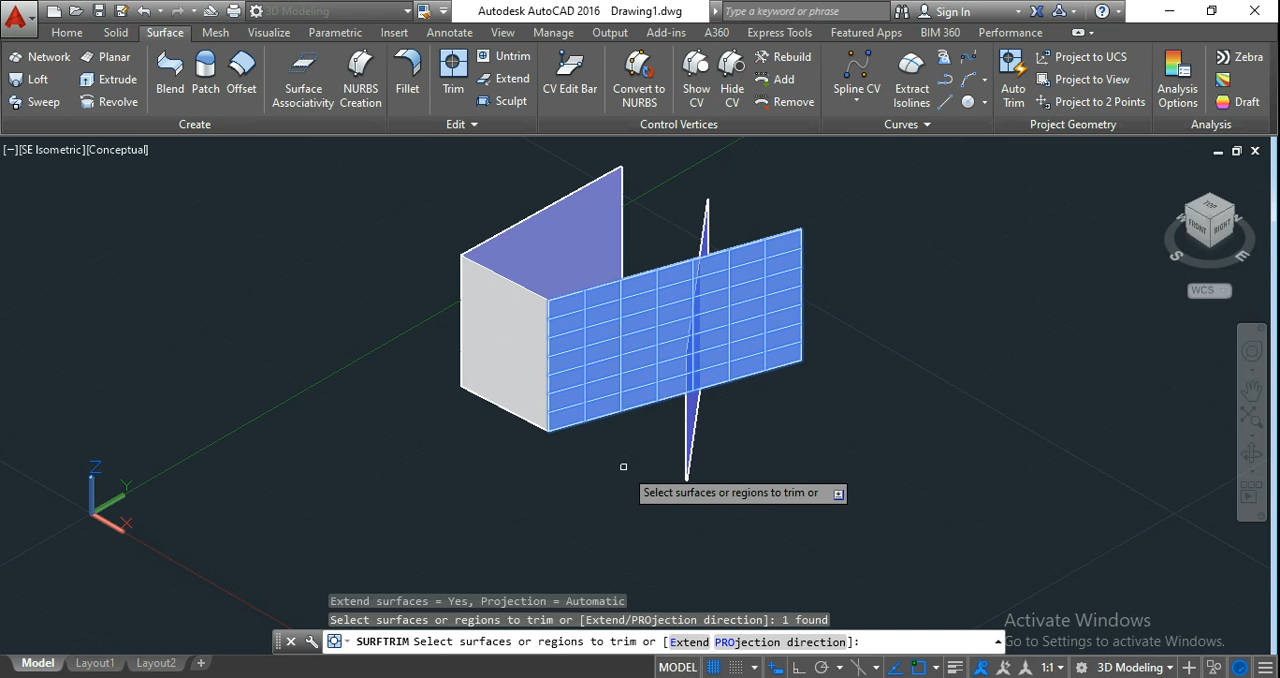 3D Modeling
Autodesk AutoCAD 2016 Drawing1.dwg
Type a keyword or phrase
Sign In
Home Solid Surface Mesh Visualize Parametric Insert Annotate View Manage Output Add-ins A360 Express Tools Featured Apps BIM 360 Performance
Network Planar
Loft Extrude
Sweep Revolve
Blend Patch Offset
Surface Associativity
NURBS Creation
Fillet
Trim
Untrim
Extend
Sculpt
CV Edit Bar
Convert to NURBS
Show CV
Hide CV
Rebuild
Add
Remove
Spline CV
Extract Isolines
Auto Trim
Project to UCS
Project to View
Project to 2 Points
Analysis Options
Zebra
Draft
Create Edit Control Vertices Curves Project Geometry Analysis
[−][SE Isometric][Conceptual]
TOP
FRONT RIGHT
W N
S E
WCS
Z
Y
X
Select surfaces or regions to trim or
Extend surfaces = Yes, Projection = Automatic
Select surfaces or regions to trim or [Extend/PROjection direction]: 1 found
SURFTRIM Select surfaces or regions to trim or [Extend PROjection direction]:
Activate Windows
Go to Settings to activate Windows.
Model Layout1 Layout2 +
MODEL 1:1 3D Modeling